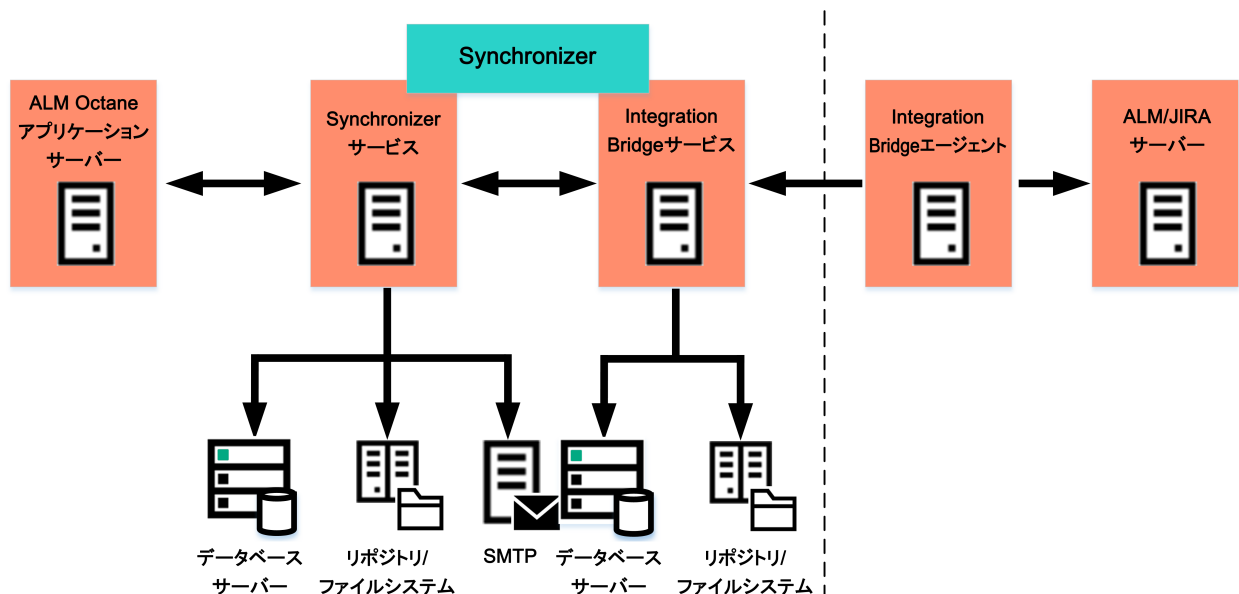 Synchronizer
ALM Octane
アプリケーション
サーバー
Synchronizer
サービス
Integration
Bridgeサービス
Integration
Bridgeエージェント
ALM/JIRA
サーバー
データベース
サーバー
リポジトリ/
ファイルシステム
SMTP
データベース
サーバー
リポジトリ/
ファイルシステム